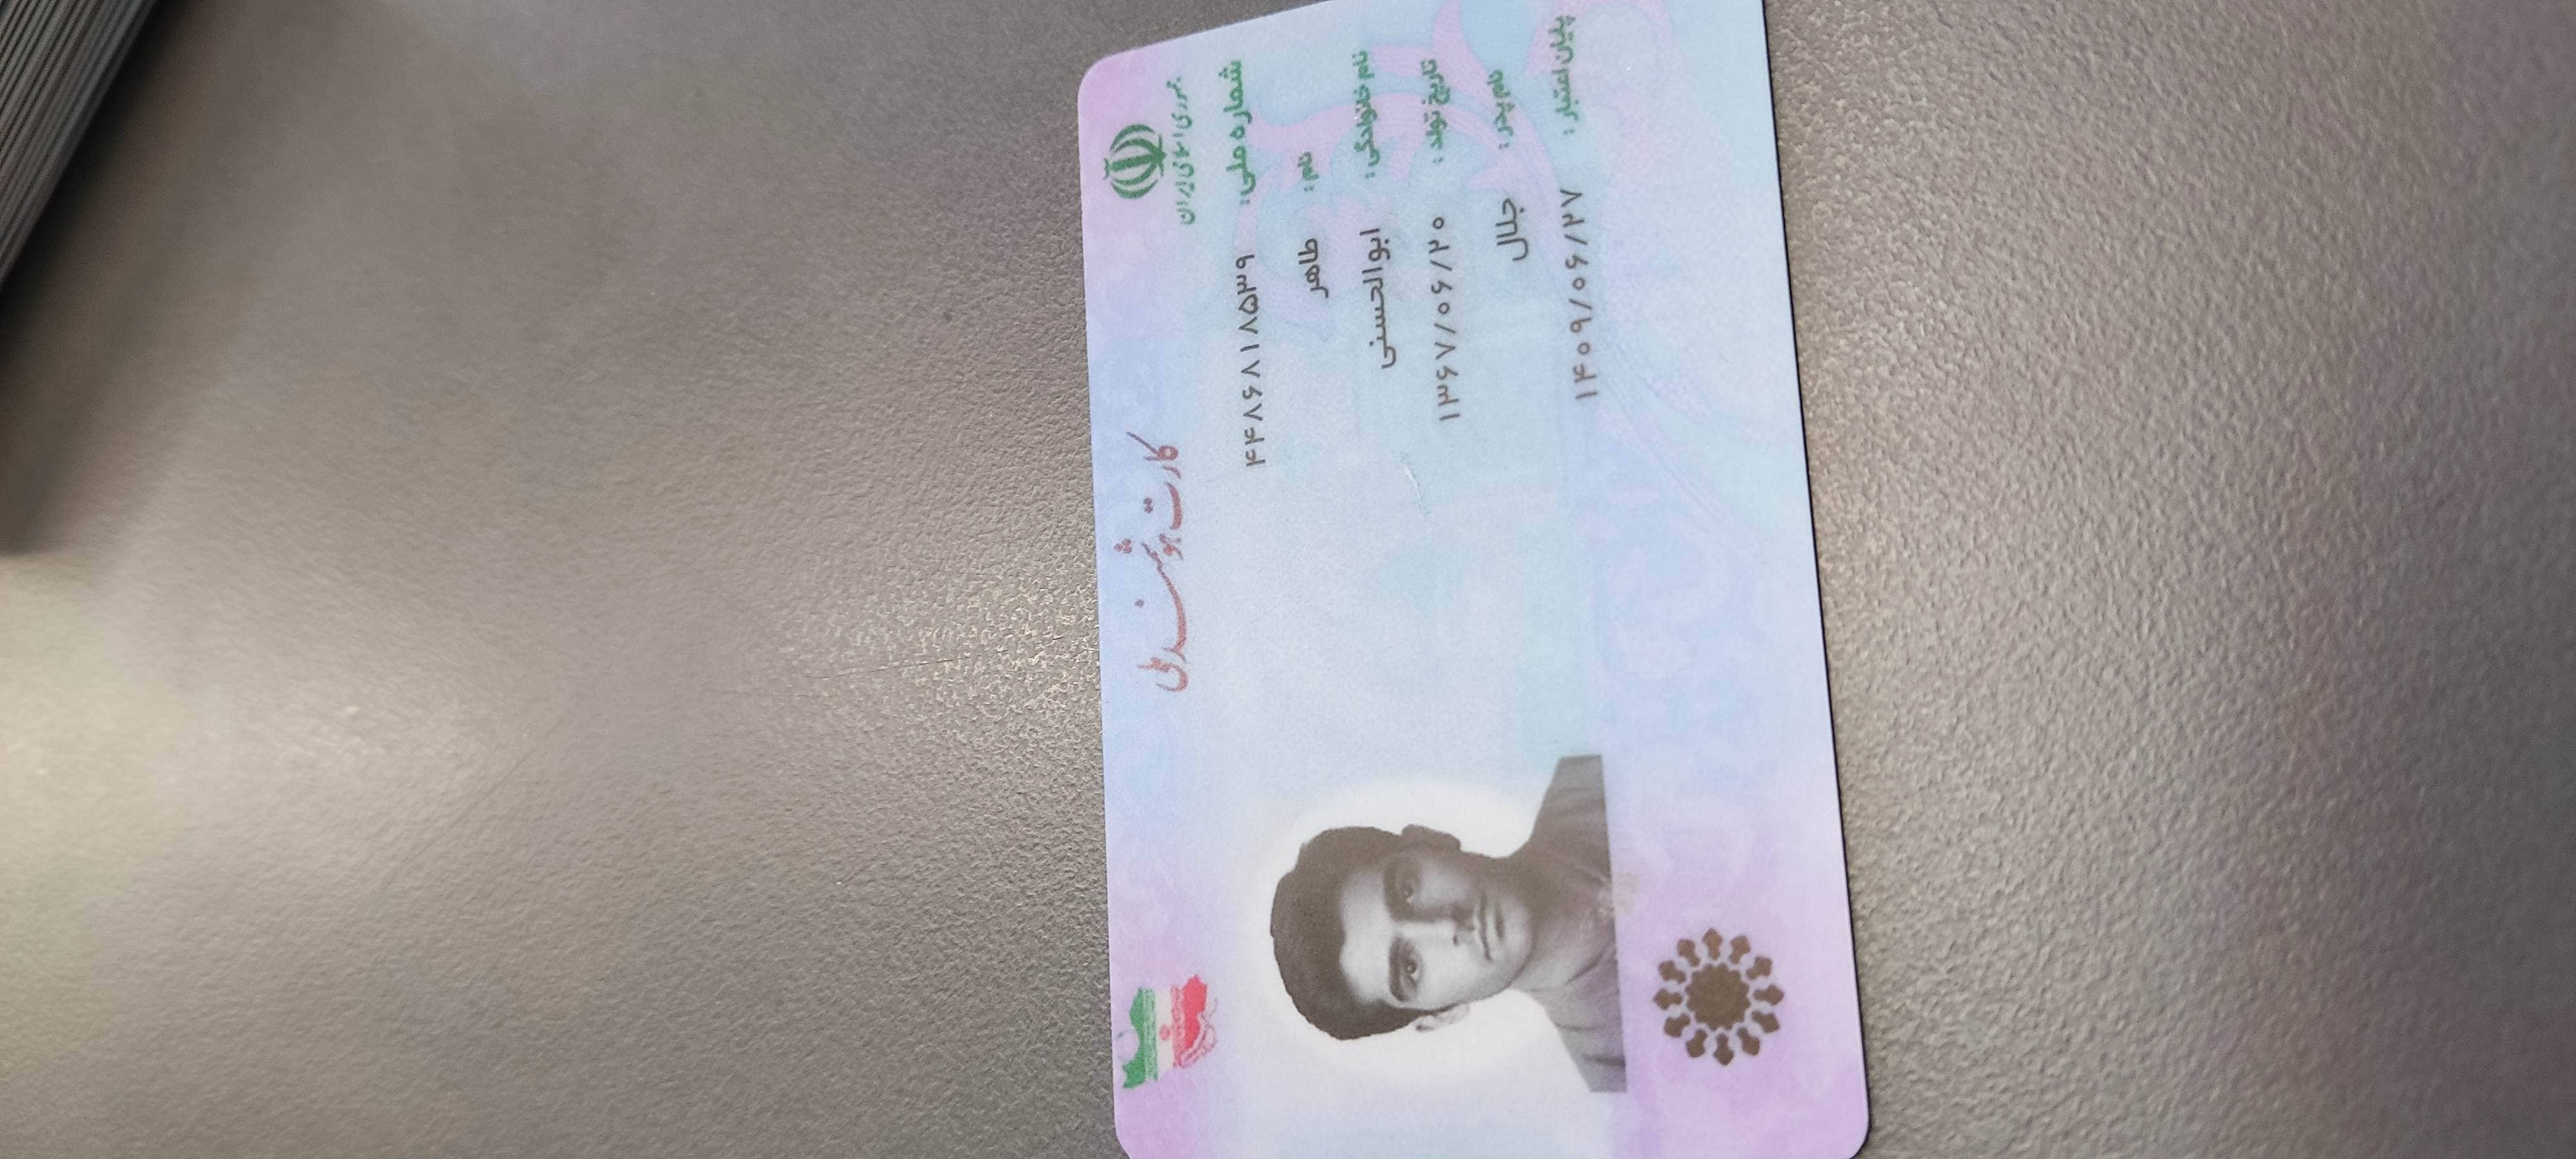 جمهوری اسلامی ایران
کارت هوشمند ملی
شماره ملی: ۴۴۸۶۸۱۸۵۳۹
نام: طاهر
نام خانوادگی: ابوالحسنی
تاریخ تولد: ۱۳۶۷/۰۶/۲۰
نام پدر: جلال
پایان اعتبار: ۱۴۰۹/۰۶/۲۷